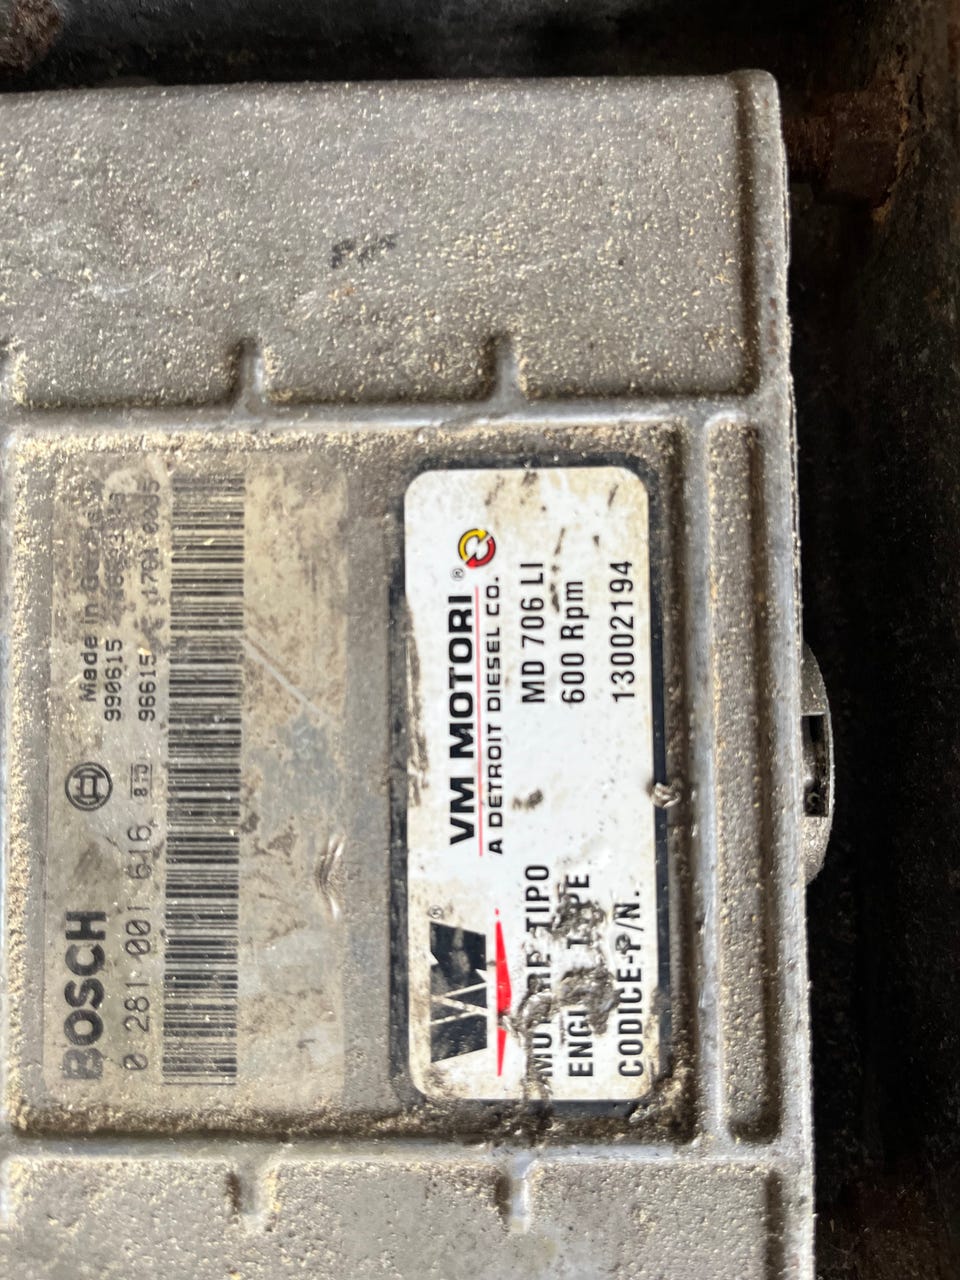 BOSCH
Made in
0 281 001 616
990615
870 96615
VM MOTORI®
A DETROIT DIESEL CO.
MOTORE TIPO MD 706 LI
ENGINE TYPE 600 Rpm
CODICE-P/N. 13002194